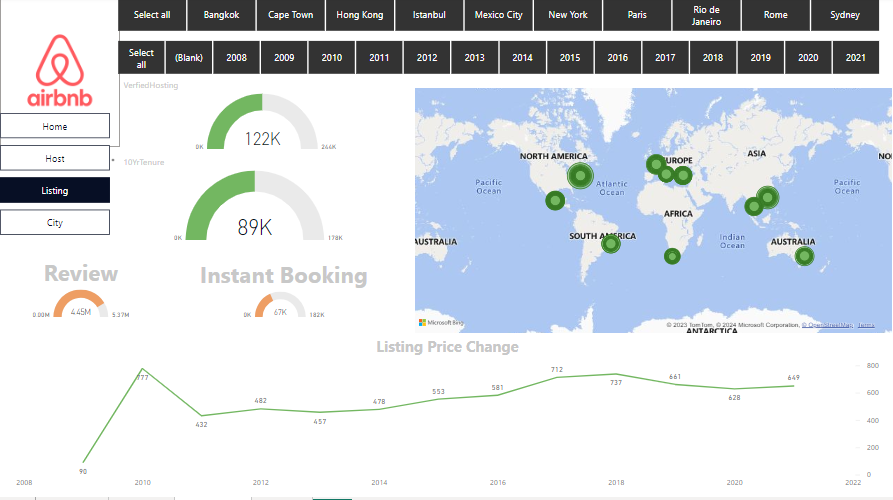 Select all
Bangkok
Cape Town
Hong Kong
Istanbul
Mexico City
New York
Paris
Rio de
Janeiro
Rome
Sydney
Select
all
(Blank)
2008
2009
2010
2011
2012
2013
2014
2015
2016
2017
2018
2019
2020
2021
airbnb
Home
Host
Listing
City
VerfiedHosting
122K
0K
244K
10YrTenure
89K
0K
178K
Review
4.45M
0.00M
5.37M
Instant Booking
67K
0K
182K
NORTH AMERICA
EUROPE
ASIA
Pacific
Ocean
Atlantic
Ocean
Pacific
Ocean
AFRICA
SOUTH AMERICA
Indian
Ocean
AUSTRALIA
AUSTRALIA
ANTARCTICA
Microsoft Bing
© 2023 TomTom, © 2024 Microsoft Corporation, © OpenStreetMap Terms
Listing Price Change
90
777
432
482
457
478
553
581
712
737
661
628
649
800
600
400
200
0
2008
2010
2012
2014
2016
2018
2020
2022